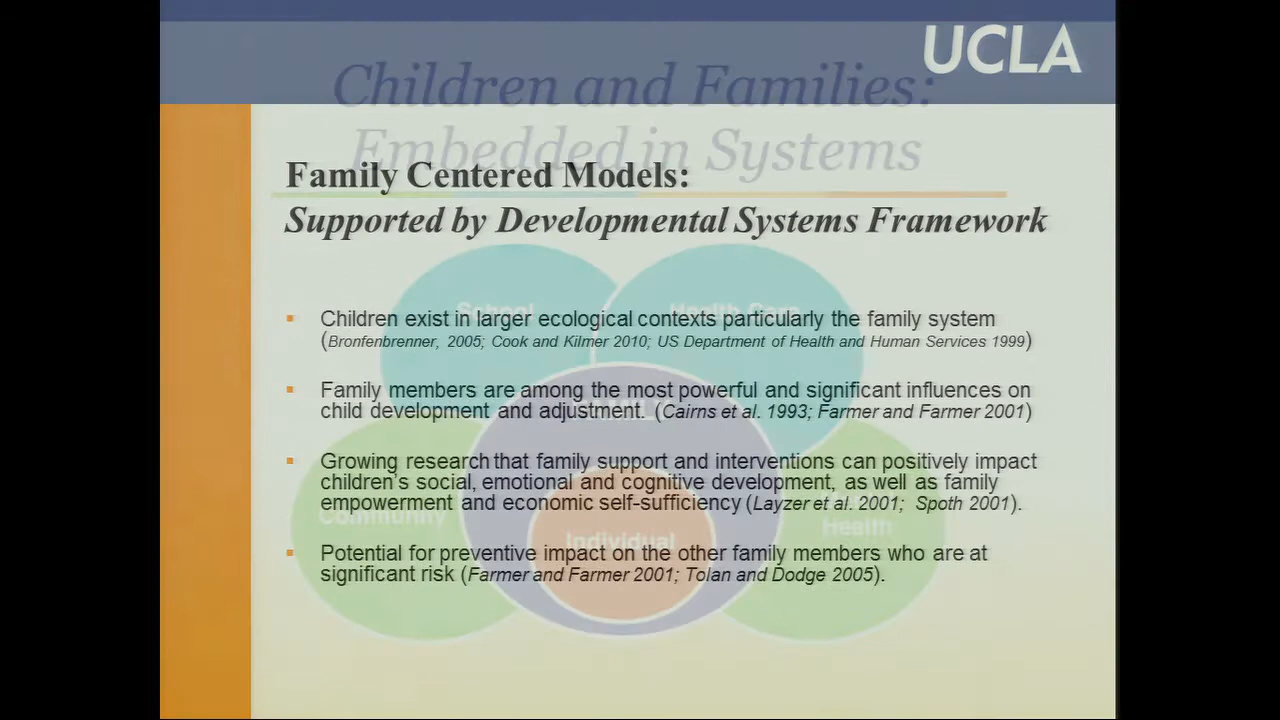 UCLA
Children and Families:
Embedded in Systems
Family Centered Models:
Supported by Developmental Systems Framework
School
Health Care
▪ Children exist in larger ecological contexts particularly the family system
(Bronfenbrenner, 2005; Cook and Kilmer 2010; US Department of Health and Human Services 1999)
▪ Family members are among the most powerful and significant influences on
child development and adjustment. (Cairns et al. 1993; Farmer and Farmer 2001)
▪ Growing research that family support and interventions can positively impact
children's social, emotional and cognitive development, as well as family
empowerment and economic self-sufficiency (Layzer et al. 2001; Spoth 2001).
Community
Health
Individual
▪ Potential for preventive impact on the other family members who are at
significant risk (Farmer and Farmer 2001; Tolan and Dodge 2005).